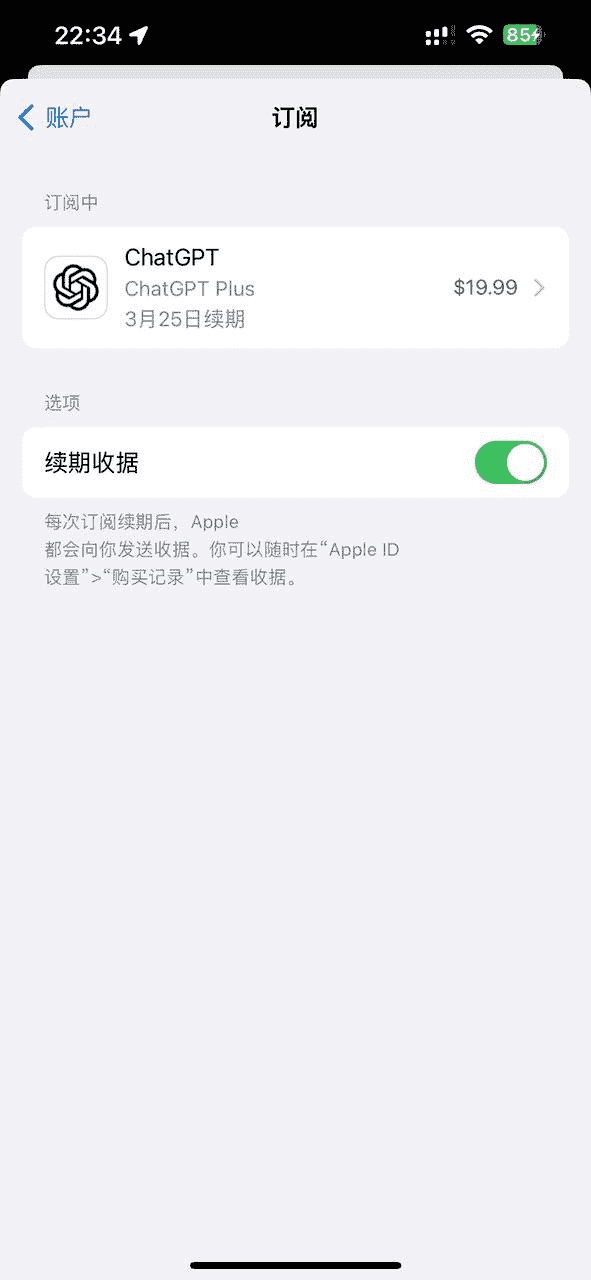 22:34
85
账户
订阅
订阅中
ChatGPT
ChatGPT Plus
$19.99
3月25日续期
选项
续期收据
每次订阅续期后，Apple
都会向你发送收据。你可以随时在“Apple ID
设置”>“购买记录”中查看收据。